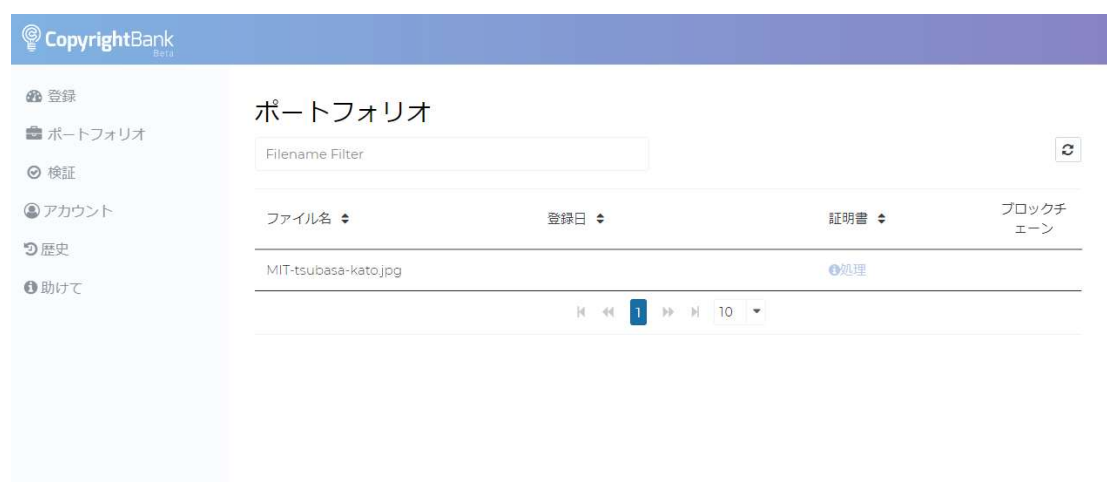 CopyrightBank
Beta
登録
ポートフォリオ
検証
アカウント
歴史
助けて
ポートフォリオ
Filename Filter
ファイル名 登録日 証明書 ブロックチ
ェーン
MIT-tsubasa-kato.jpg 処理
1 10